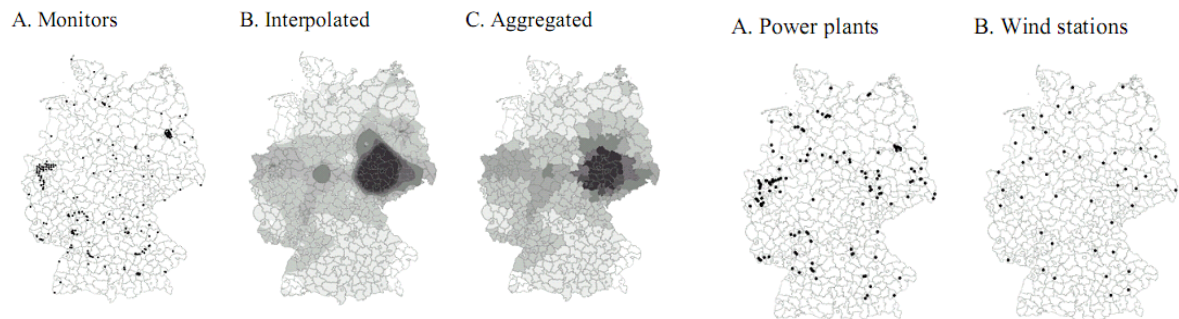 A. Monitors
B. Interpolated
C. Aggregated
A. Power plants
B. Wind stations